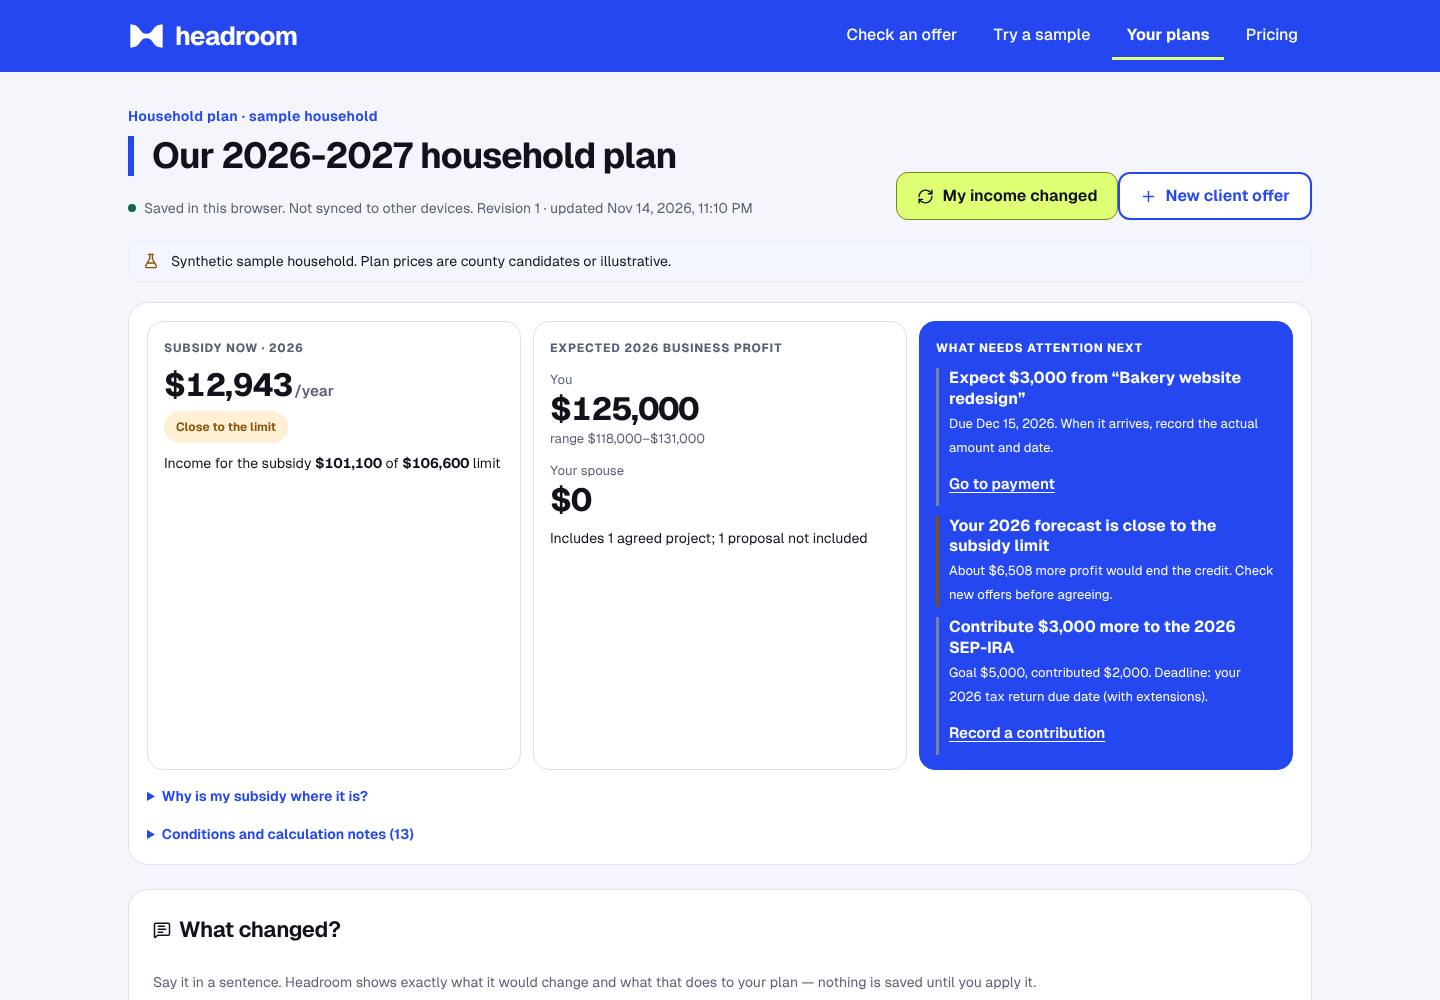 headroom
Check an offer
Try a sample
Your plans
Pricing
Household plan · sample household
Our 2026-2027 household plan
Saved in this browser. Not synced to other devices. Revision 1 · updated Nov 14, 2026, 11:10 PM
My income changed
New client offer
Synthetic sample household. Plan prices are county candidates or illustrative.
SUBSIDY NOW · 2026
$12,943/year
Close to the limit
Income for the subsidy $101,100 of $106,600 limit
EXPECTED 2026 BUSINESS PROFIT
You
$125,000
range $118,000–$131,000
Your spouse
$0
Includes 1 agreed project; 1 proposal not included
WHAT NEEDS ATTENTION NEXT
Expect $3,000 from “Bakery website
redesign”
Due Dec 15, 2026. When it arrives, record the actual
amount and date.
Go to payment
Your 2026 forecast is close to the
subsidy limit
About $6,508 more profit would end the credit. Check
new offers before agreeing.
Contribute $3,000 more to the 2026
SEP-IRA
Goal $5,000, contributed $2,000. Deadline: your
2026 tax return due date (with extensions).
Record a contribution
Why is my subsidy where it is?
Conditions and calculation notes (13)
What changed?
Say it in a sentence. Headroom shows exactly what it would change and what that does to your plan — nothing is saved until you apply it.